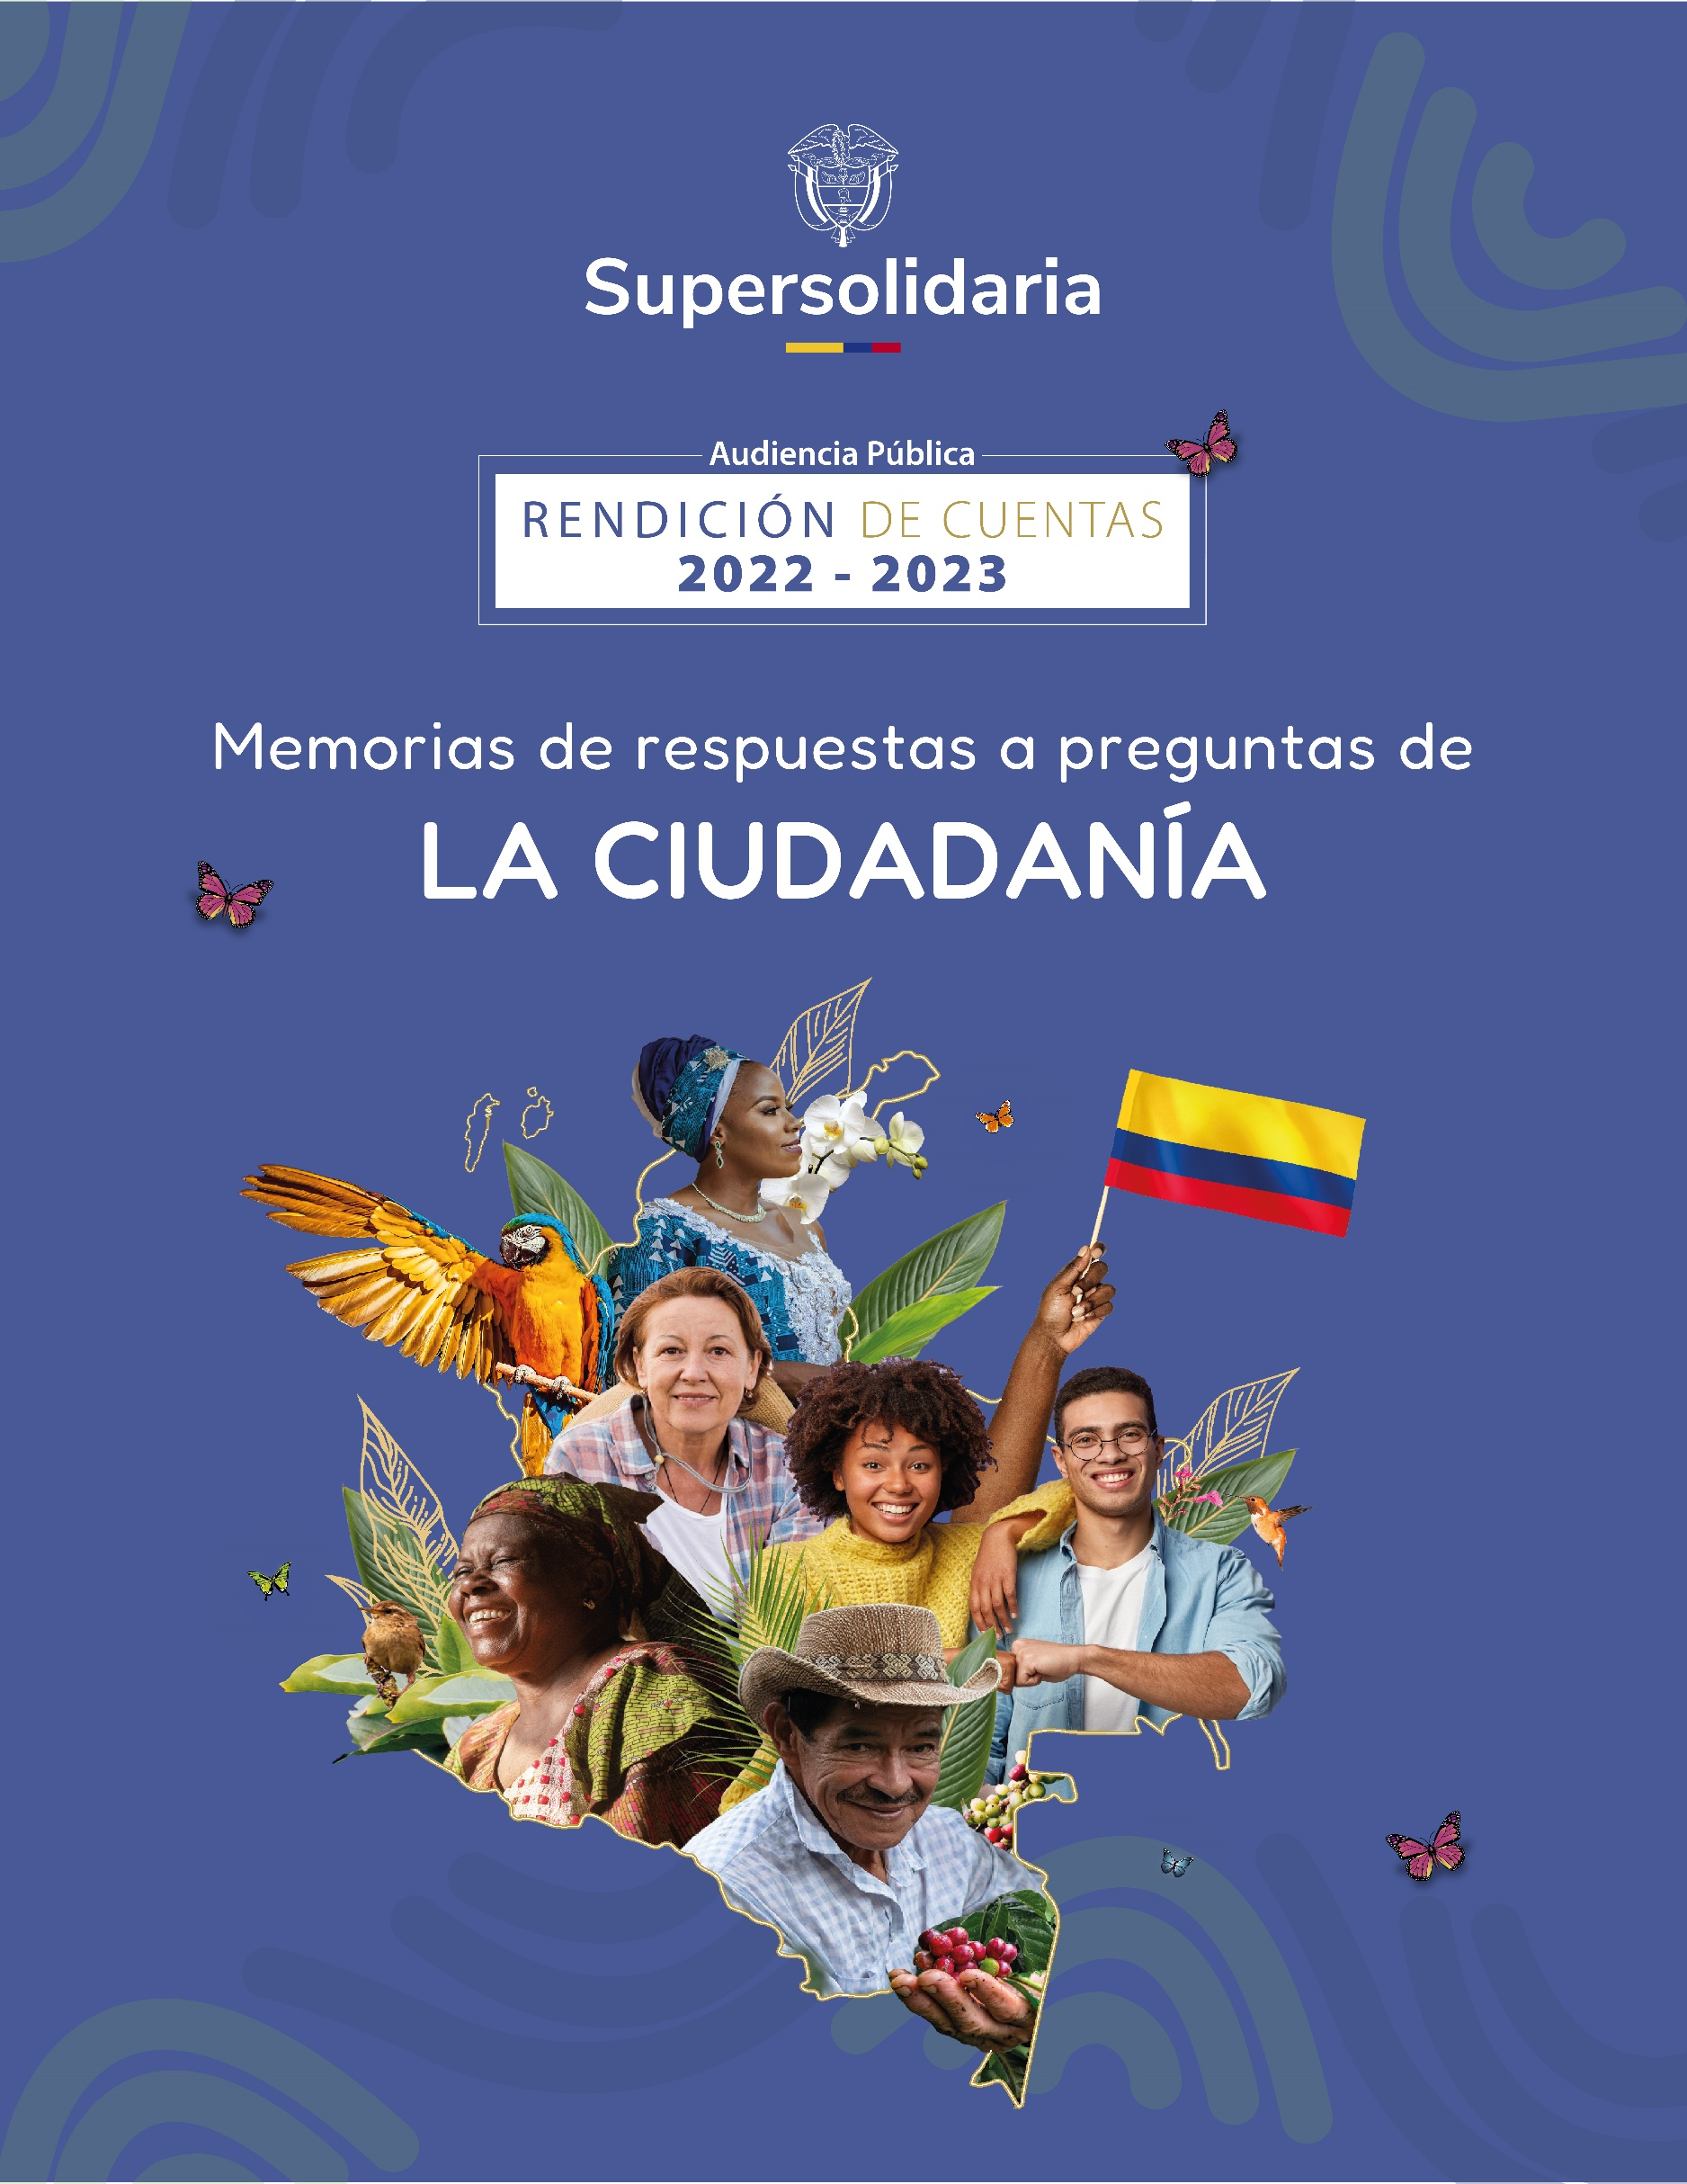 Supersolidaria
Audiencia Pública
RENDICIÓN DE CUENTAS
2022 - 2023
Memorias de respuestas a preguntas de
LA CIUDADANÍA